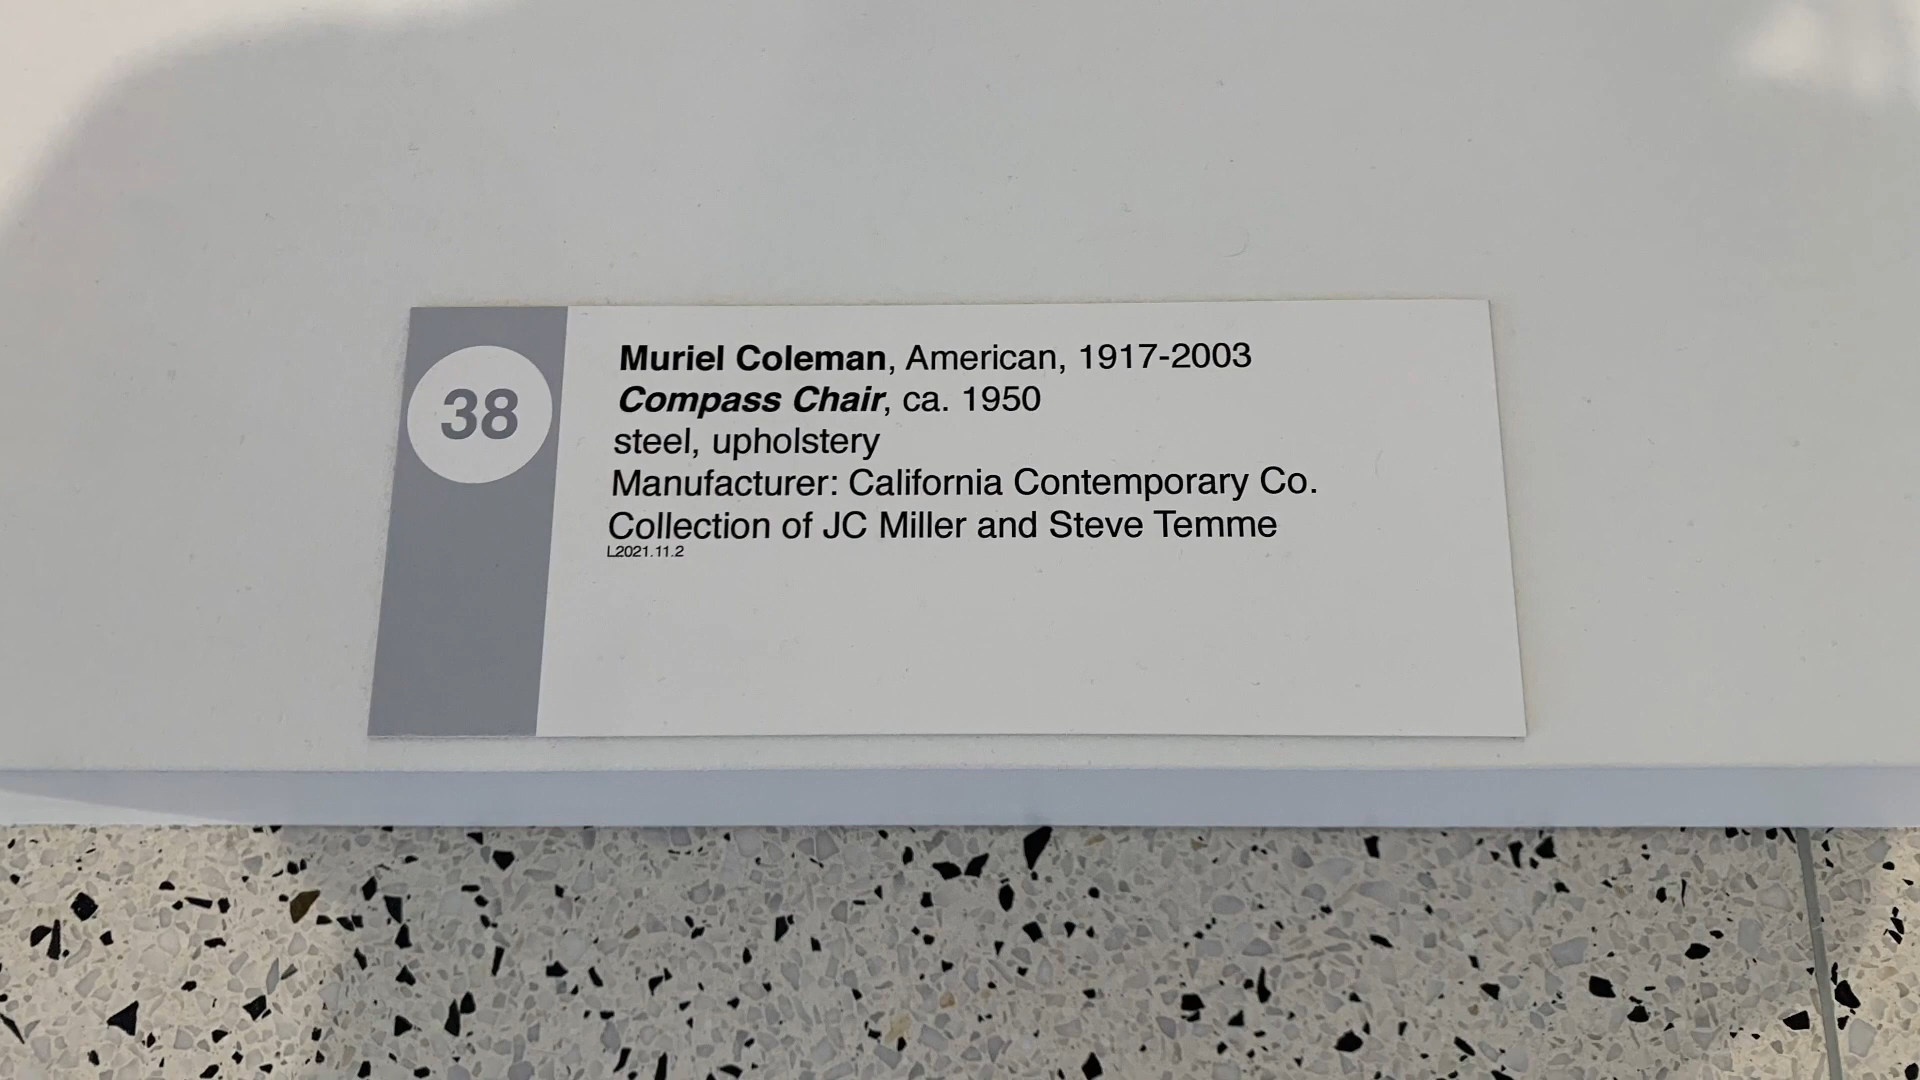 38
Muriel Coleman, American, 1917-2003
Compass Chair, ca. 1950
steel, upholstery
Manufacturer: California Contemporary Co.
Collection of JC Miller and Steve Temme
L2021.11.2